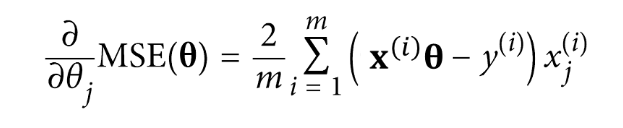 ∂/∂θ_j MSE(θ) = 2/m ∑_{i = 1}^{m} ( x^{(i)}θ − y^{(i)} ) x_j^{(i)}